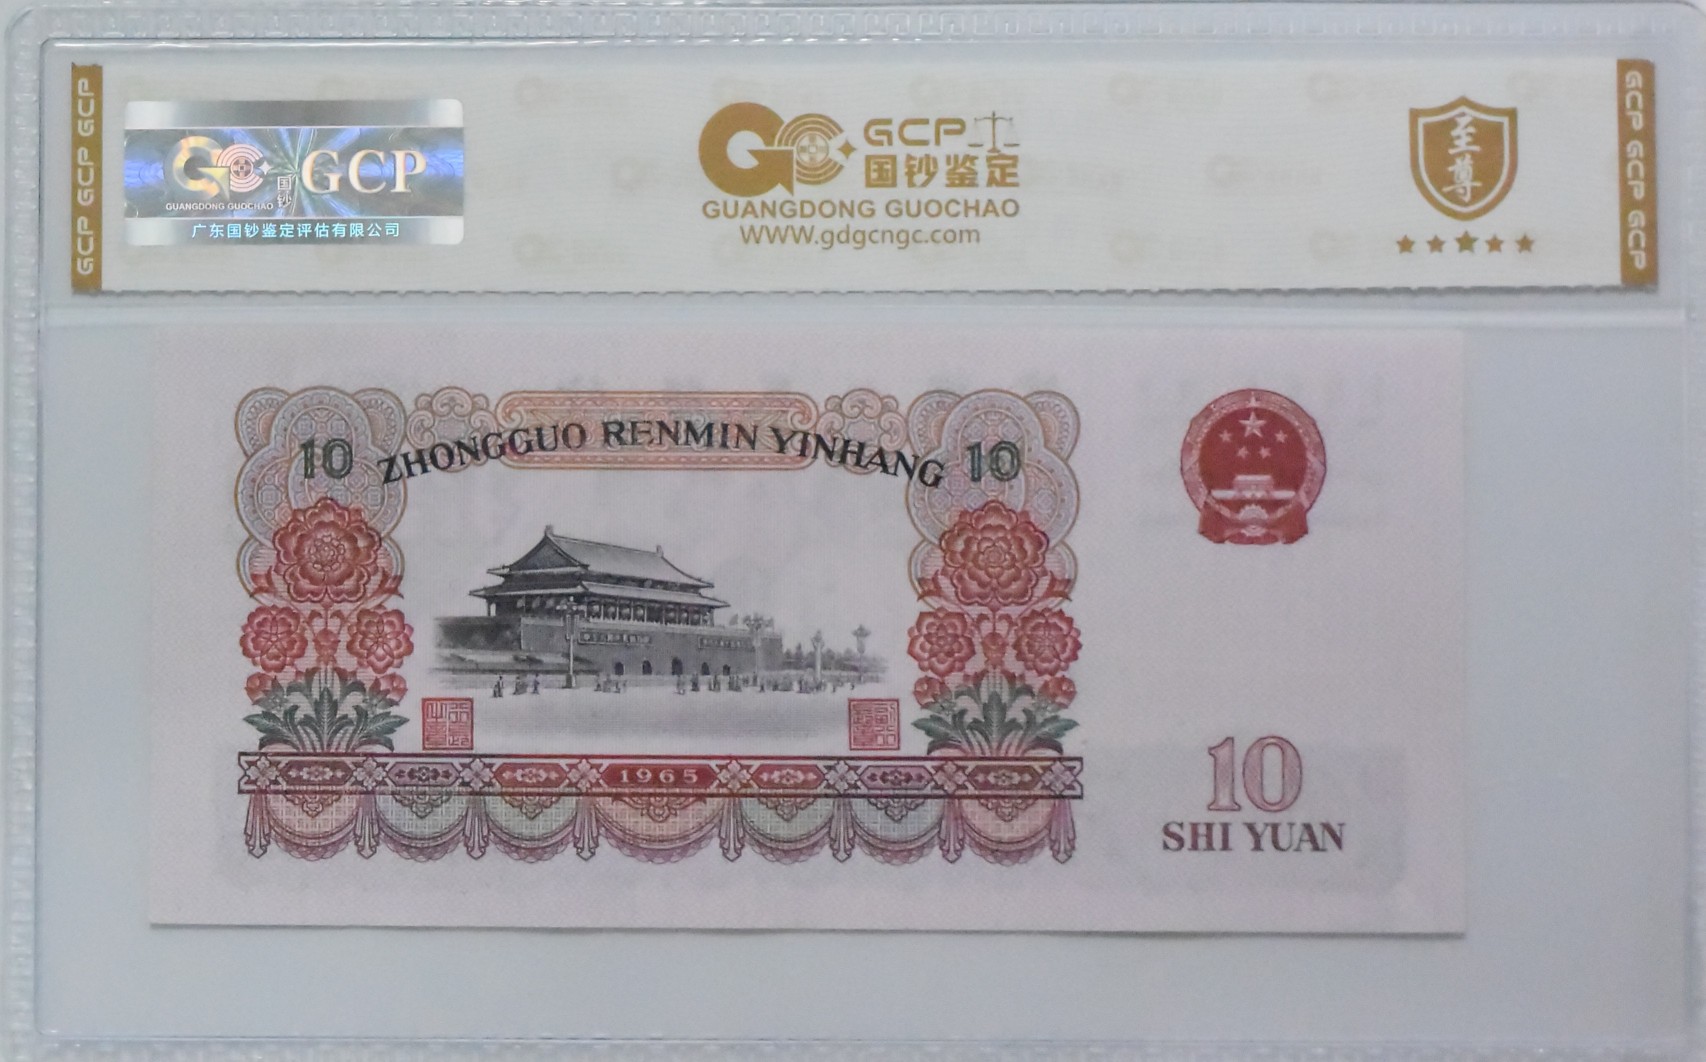 GCP GCP GCP
GCP
国钞
GUANGDONG GUOCHAO
广东国钞鉴定评估有限公司
GCP
国钞鉴定
GUANGDONG GUOCHAO
WWW.gdgcngc.com
至尊
GCP GCP GCP
10 ZHONGGUO RENMIN YINHANG 10
1965
10
SHI YUAN